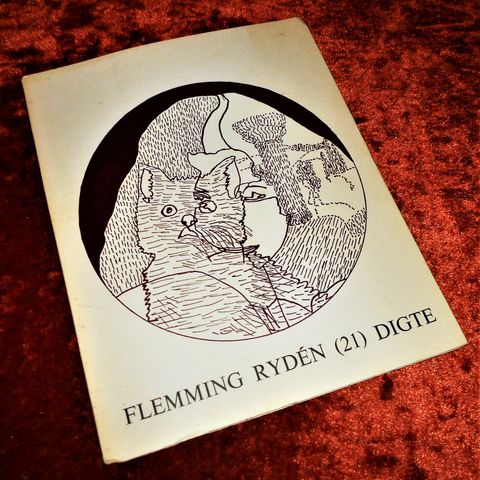 FLEMMING RYDÉN (21) DIGTE